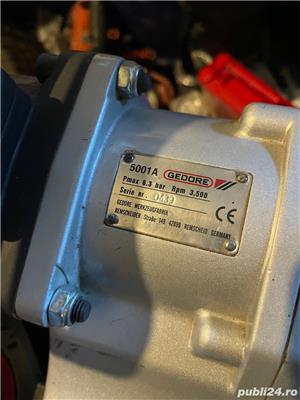 5001A GEDORE
Pmax 6.3 bar Rpm 3.500
Serie nr.
GEDORE WERKZEUGFABRIK
REMSCHEIDER Straße 149 42899 REMSCHEID GERMANY
CE
publi24.ro